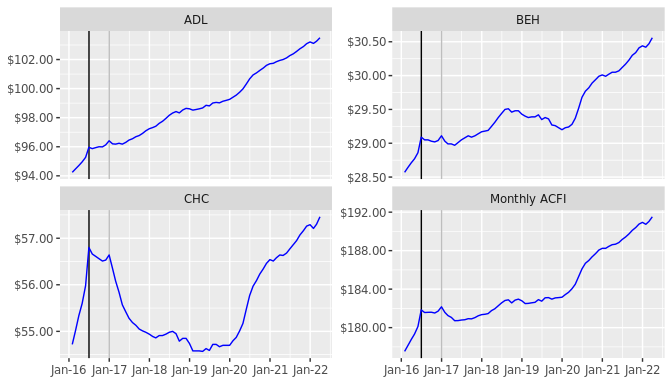 ADL
BEH
$102.00
$100.00
$98.00
$96.00
$94.00
$30.50
$30.00
$29.50
$29.00
$28.50
CHC
Monthly ACFI
$57.00
$56.00
$55.00
$192.00
$188.00
$184.00
$180.00
Jan-16 Jan-17 Jan-18 Jan-19 Jan-20 Jan-21 Jan-22
Jan-16 Jan-17 Jan-18 Jan-19 Jan-20 Jan-21 Jan-22